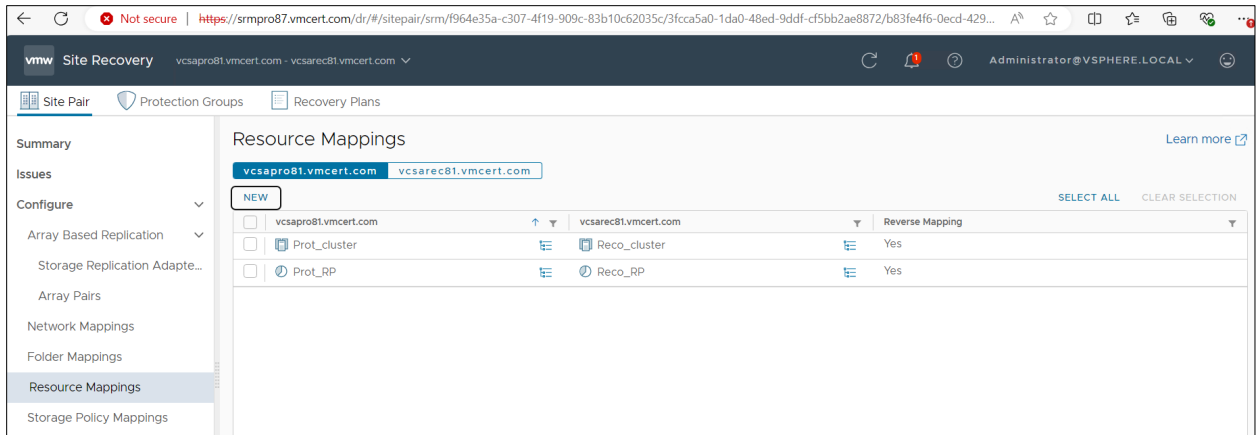 Not secure | https://srmpro87.vmcert.com/dr/#/sitepair/srm/f964e35a-c307-4f19-909c-83b10c62035c/3fcca5a0-1da0-48ed-9ddf-cf5bb2ae8872/b83fe4f6-0ecd-429...
vmw Site Recovery vcsapro81.vmcert.com - vcsarec81.vmcert.com Administrator@VSPHERE.LOCAL
Site Pair Protection Groups Recovery Plans
Summary
Issues
Configure
Array Based Replication
Storage Replication Adapte...
Array Pairs
Network Mappings
Folder Mappings
Resource Mappings
Storage Policy Mappings
Resource Mappings Learn more
vcsapro81.vmcert.com vcsarec81.vmcert.com
NEW SELECT ALL CLEAR SELECTION
vcsapro81.vmcert.com vcsarec81.vmcert.com Reverse Mapping
Prot_cluster Reco_cluster Yes
Prot_RP Reco_RP Yes